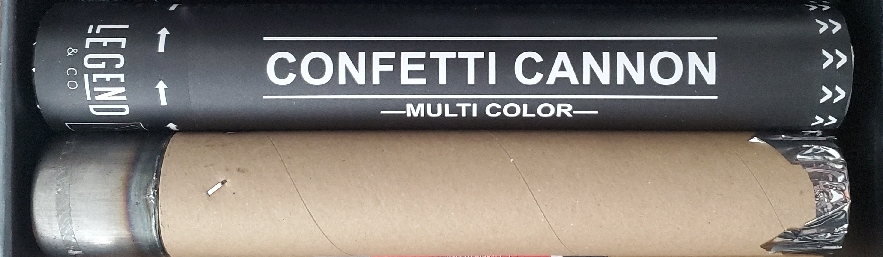 CONFETTI CANNON
—MULTI COLOR—
LEGEND
& CO